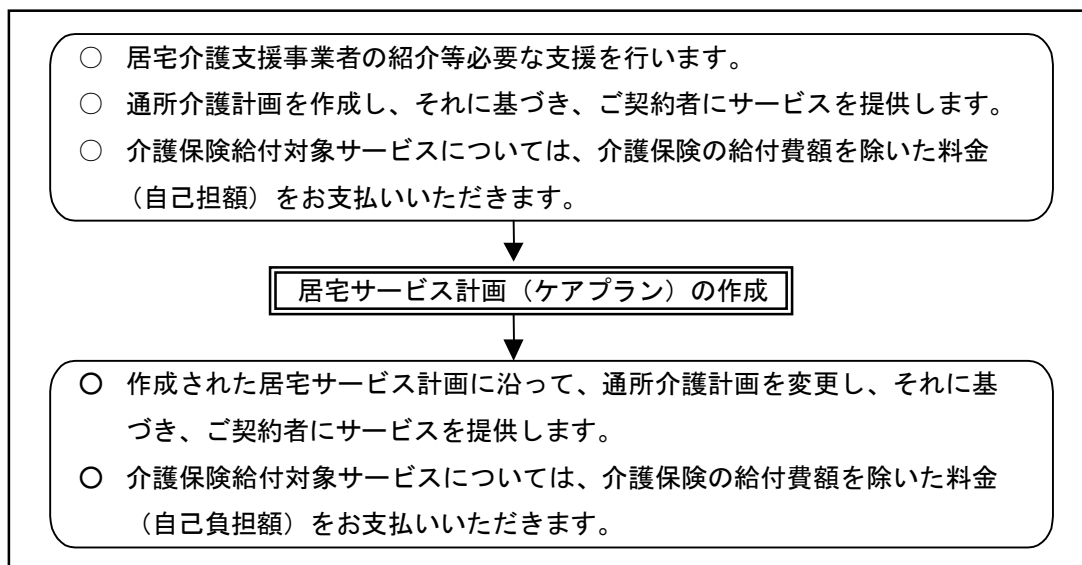 ○ 居宅介護支援事業者の紹介等必要な支援を行います。
○ 通所介護計画を作成し、それに基づき、ご契約者にサービスを提供します。
○ 介護保険給付対象サービスについては、介護保険の給付費額を除いた料金
（自己担額）をお支払いいただきます。
居宅サービス計画（ケアプラン）の作成
○ 作成された居宅サービス計画に沿って、通所介護計画を変更し、それに基
づき、ご契約者にサービスを提供します。
○ 介護保険給付対象サービスについては、介護保険の給付費額を除いた料金
（自己負担額）をお支払いいただきます。